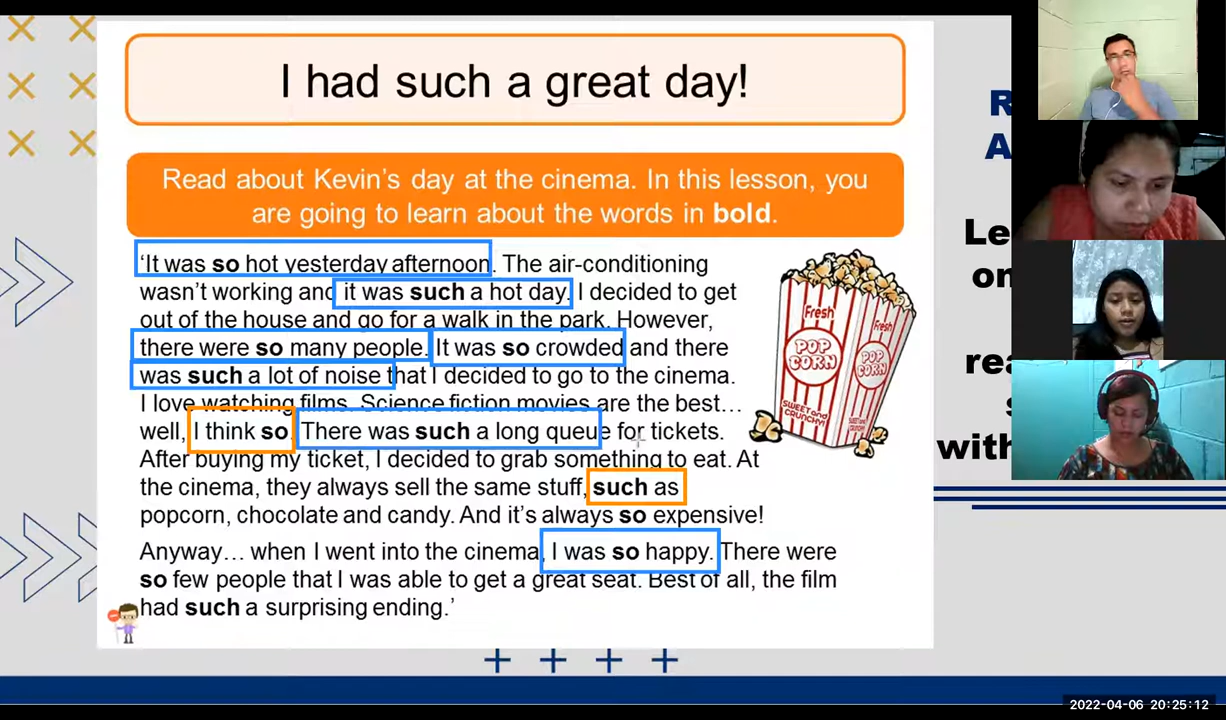 I had such a great day!
Read about Kevin's day at the cinema. In this lesson, you
are going to learn about the words in bold.
'It was so hot yesterday afternoon. The air-conditioning
wasn't working and it was such a hot day. I decided to get
out of the house and go for a walk in the park. However,
there were so many people. It was so crowded and there
was such a lot of noise that I decided to go to the cinema.
I love watching films. Science fiction movies are the best…
well, I think so. There was such a long queue for tickets.
After buying my ticket, I decided to grab something to eat. At
the cinema, they always sell the same stuff, such as
popcorn, chocolate and candy. And it's always so expensive!
Anyway… when I went into the cinema, I was so happy. There were
so few people that I was able to get a great seat. Best of all, the film
had such a surprising ending.'
Fresh
POP CORN
SWEET and CRUNCHY!
Fresh
POP CORN
R
A
Le
on
rea
s
with
2022-04-06 20:25:12